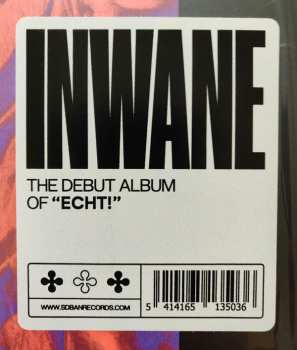 INWANE
THE DEBUT ALBUM
OF “ECHT!”
WWW.SDBANRECORDS.COM
5 414165 135036